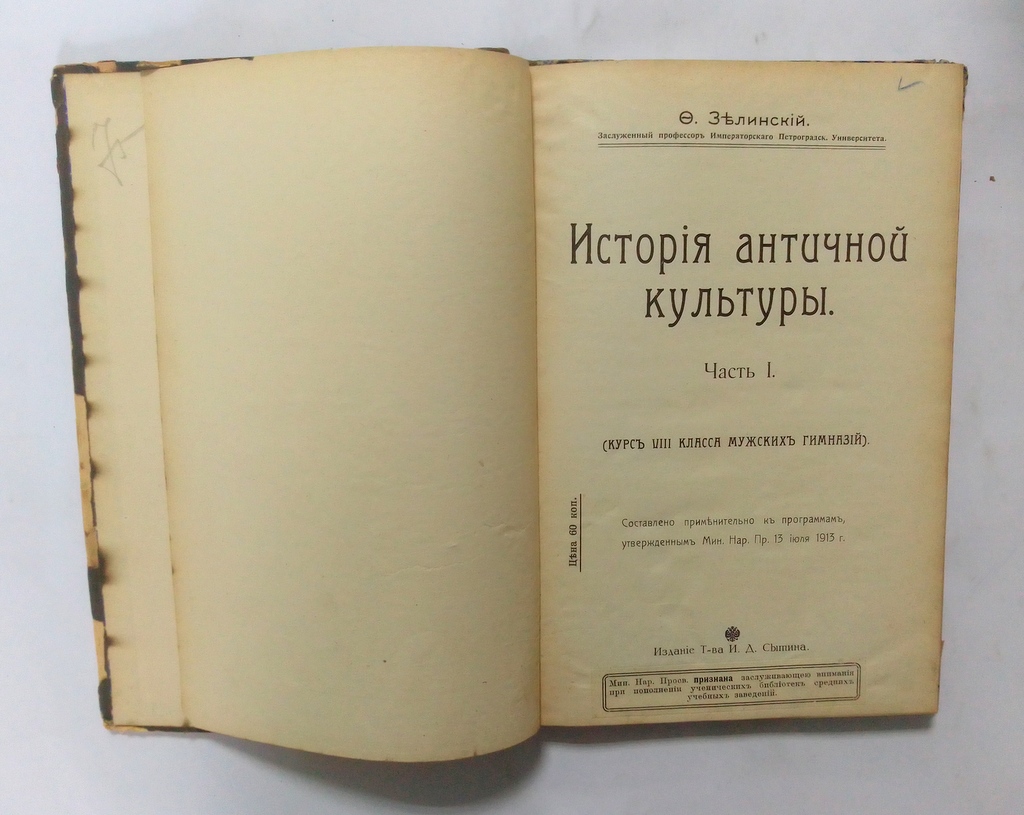 Ѳ. Зѣлинскій.
Заслуженный профессоръ Императорскаго Петроградск. Университета.
Исторія античной
культуры.
Часть I.
(КУРСЪ VIII КЛАССА МУЖСКИХЪ ГИМНАЗІЙ).
Цѣна 60 коп.
Составлено примѣнительно къ программамъ,
утвержденнымъ Мин. Нар. Пр. 13 іюля 1913 г.
Изданіе Т-ва И. Д. Сытина.
Мин. Нар. Просв. признана заслуживающею вниманія
при пополненіи ученическихъ библіотекъ среднихъ
учебныхъ заведеній.